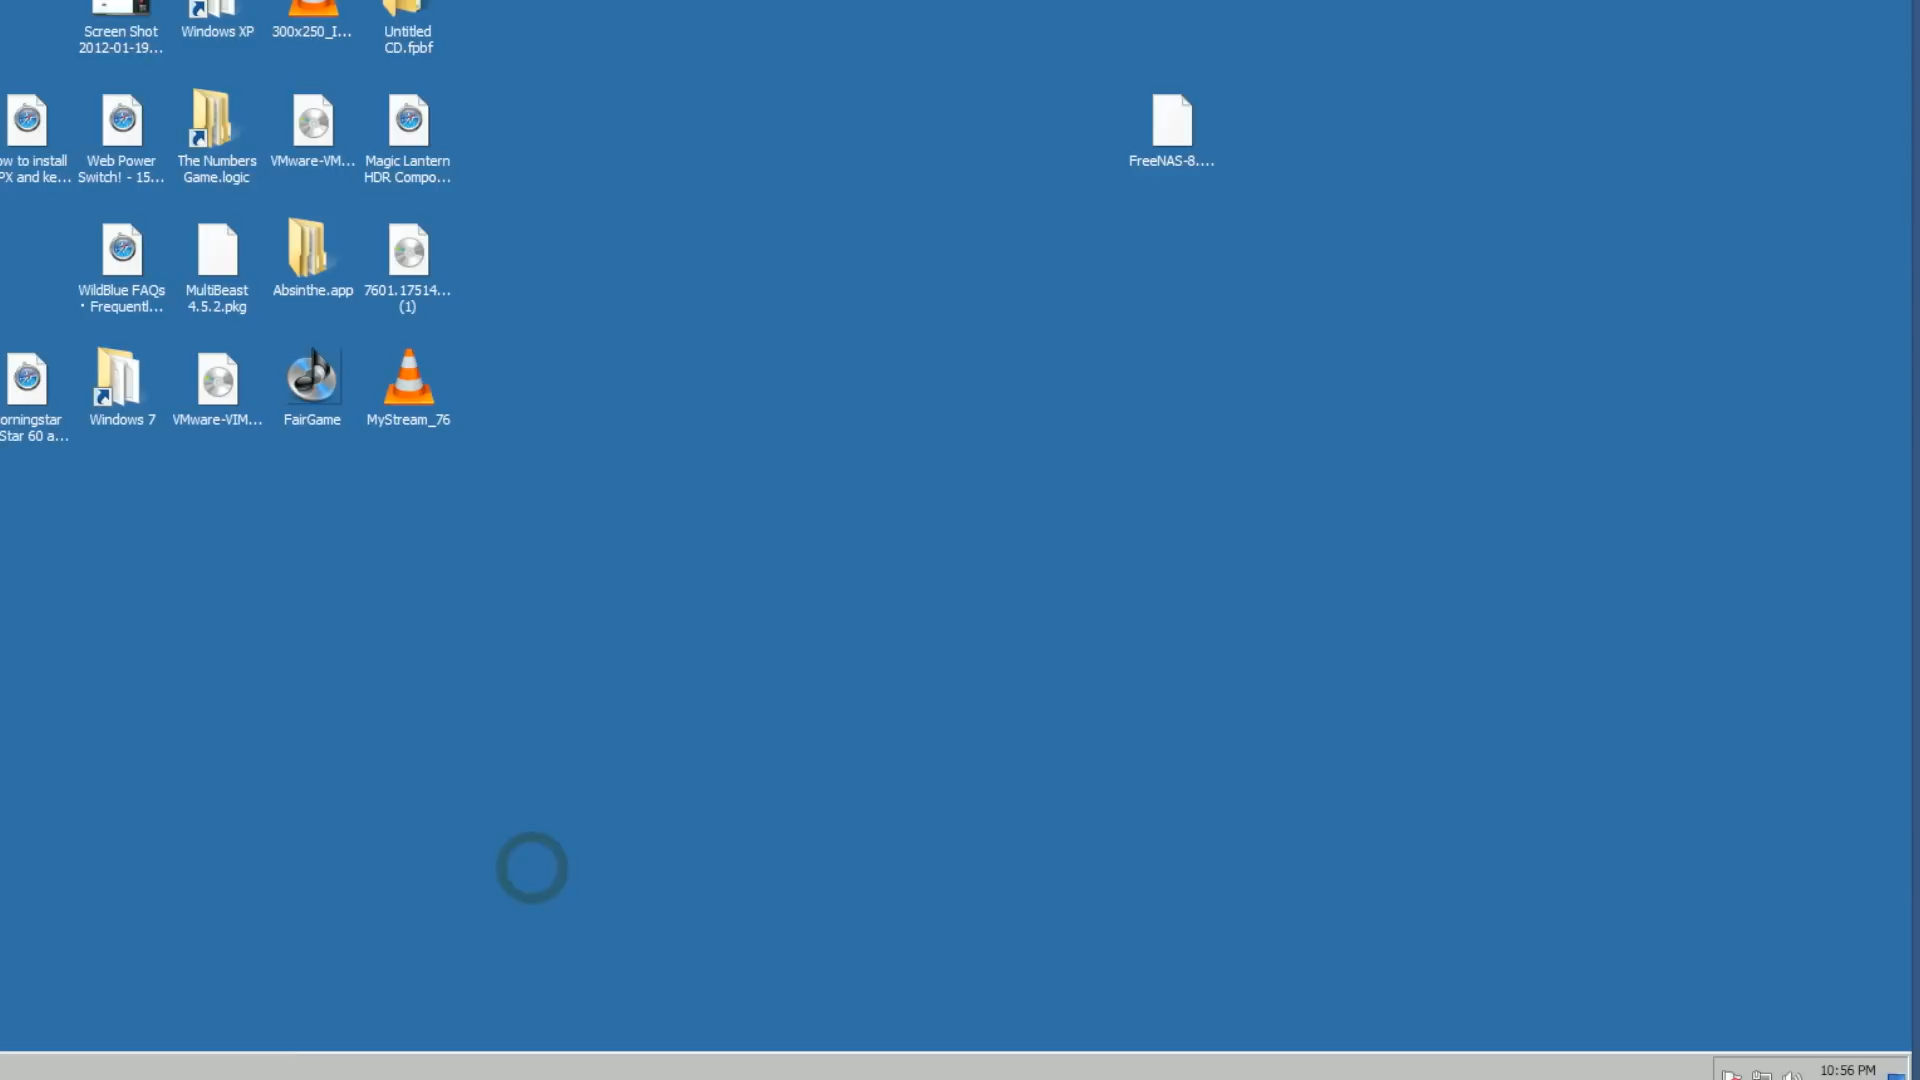 Screen Shot
2012-01-19...
Windows XP
300x250_I...
Untitled
CD.fpbf
ow to install
PX and ke...
Web Power
Switch! - 15...
The Numbers
Game.logic
VMware-VM...
Magic Lantern
HDR Compo...
FreeNAS-8....
WildBlue FAQs
• Frequentl...
MultiBeast
4.5.2.pkg
Absinthe.app
7601.17514...
(1)
orningstar
Star 60 a...
Windows 7
VMware-VIM...
FairGame
MyStream_76
10:56 PM